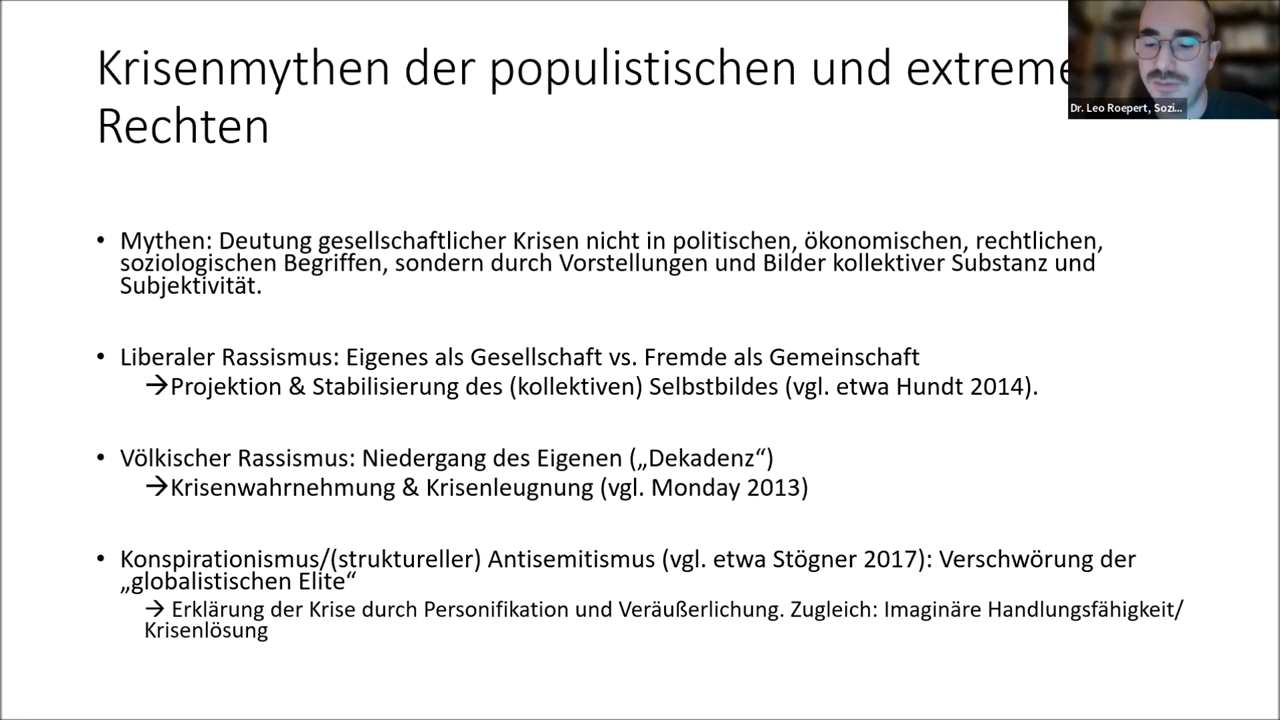 Krisenmythen der populistischen und extreme
Rechten
Dr. Leo Roepert, Sozi...
• Mythen: Deutung gesellschaftlicher Krisen nicht in politischen, ökonomischen, rechtlichen,
soziologischen Begriffen, sondern durch Vorstellungen und Bilder kollektiver Substanz und
Subjektivität.
• Liberaler Rassismus: Eigenes als Gesellschaft vs. Fremde als Gemeinschaft
→Projektion & Stabilisierung des (kollektiven) Selbstbildes (vgl. etwa Hundt 2014).
• Völkischer Rassismus: Niedergang des Eigenen („Dekadenz“)
→Krisenwahrnehmung & Krisenleugnung (vgl. Monday 2013)
• Konspirationismus/(struktureller) Antisemitismus (vgl. etwa Stögner 2017): Verschwörung der
„globalistischen Elite“
→ Erklärung der Krise durch Personifikation und Veräußerlichung. Zugleich: Imaginäre Handlungsfähigkeit/
Krisenlösung